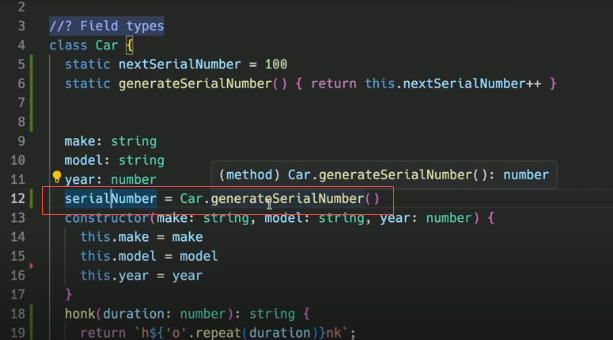 2
3 //? Field types
4 class Car {
5 static nextSerialNumber = 100
6 static generateSerialNumber() { return this.nextSerialNumber++ }
7
8
9 make: string
10 model: string
(method) Car.generateSerialNumber(): number
11 year: number
12 serialNumber = Car.generateSerialNumber()
13 constructor(make: string, model: string, year: number) {
14 this.make = make
15 this.model = model
16 this.year = year
17 }
18 honk(duration: number): string {
19 return `h${'o'.repeat(duration)}nk`;